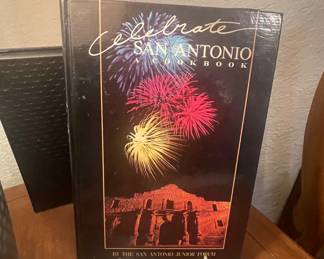 Celebrate
SAN ANTONIO
A COOKBOOK
BY THE SAN ANTONIO JUNIOR FORUM